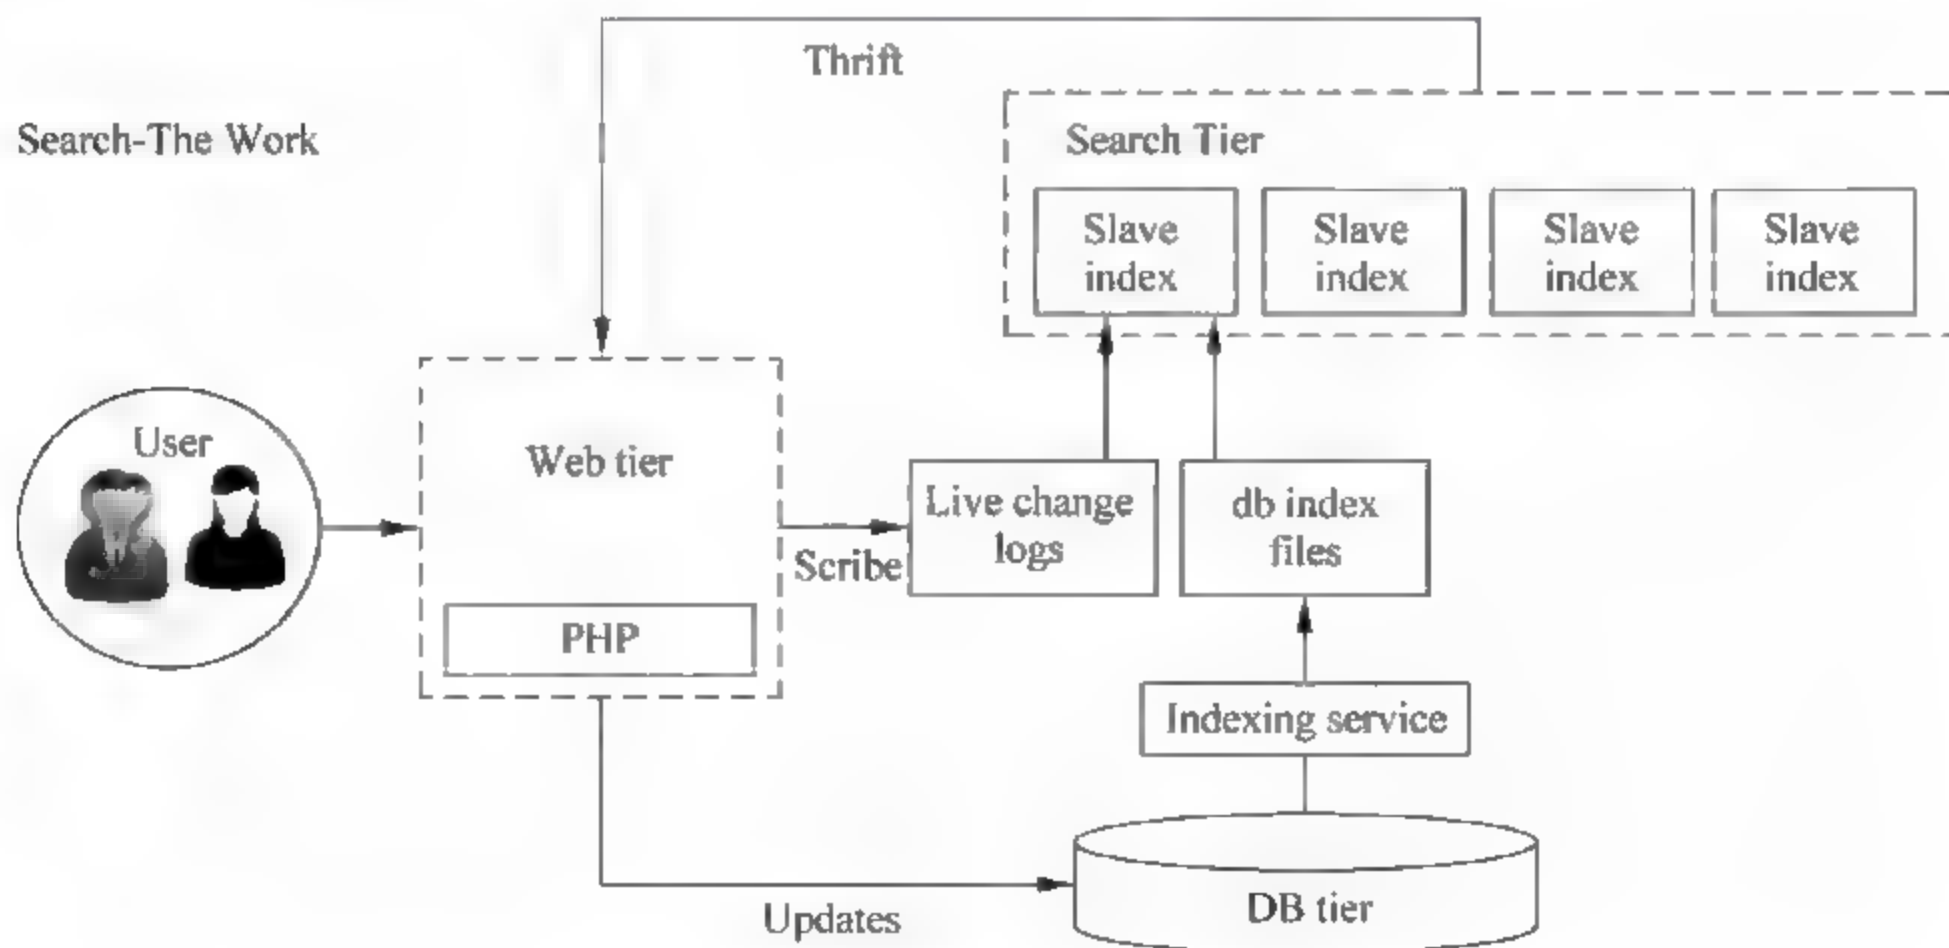 Thrift
Search-The Work
Search Tier
Slave
index
Slave
index
Slave
index
Slave
index
User
Web tier
PHP
Scribe
Live change
logs
db index
files
Indexing service
Updates
DB tier